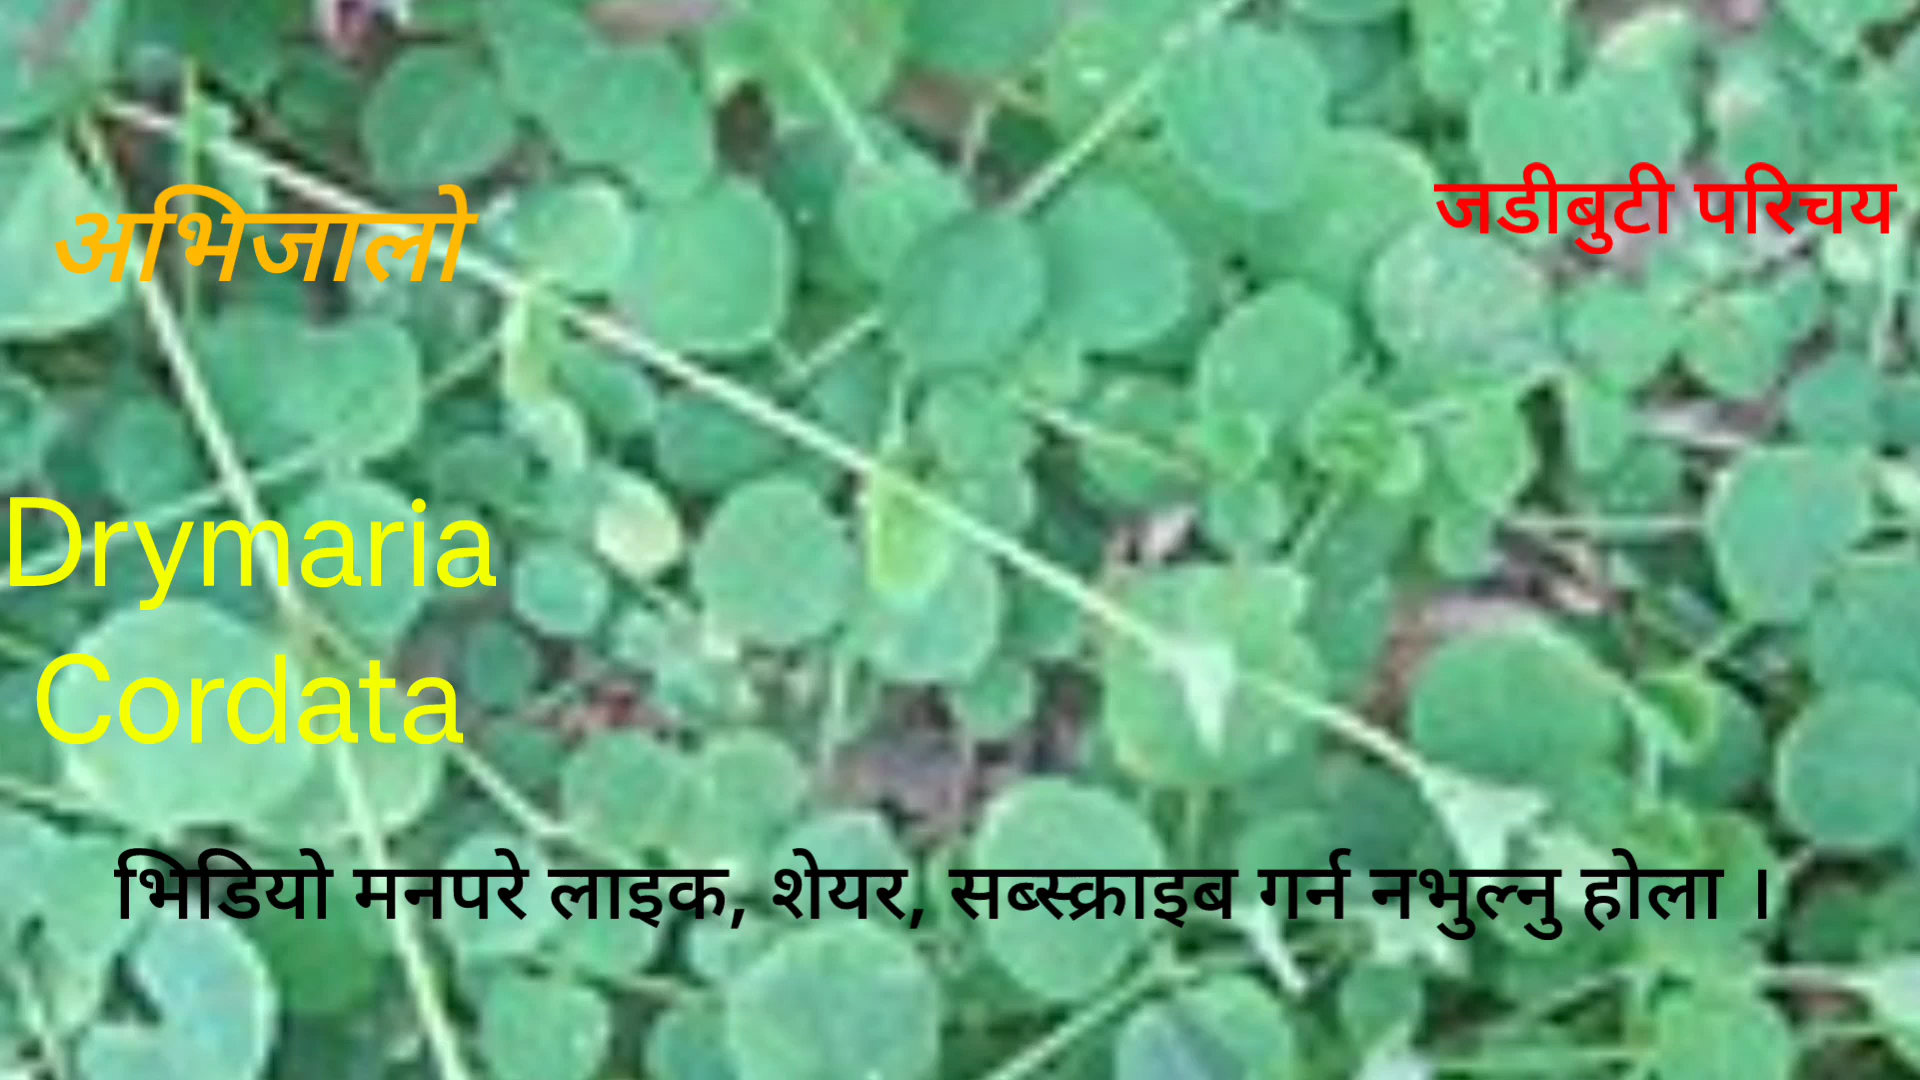 अभिजालो
जडीबुटी परिचय
Drymaria
Cordata
भिडियो मनपरे लाइक, शेयर, सब्स्क्राइब गर्न नभुल्नु होला ।